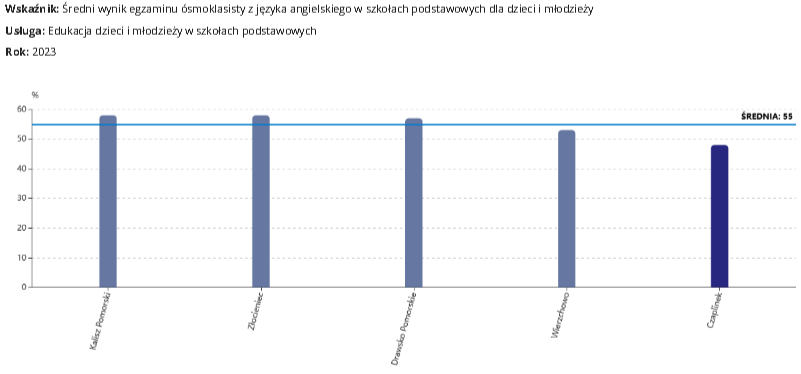 Wskaźnik: Średni wynik egzaminu ósmoklasisty z języka angielskiego w szkołach podstawowych dla dzieci i młodzieży
Usługa: Edukacja dzieci i młodzieży w szkołach podstawowych
Rok: 2023
%
ŚREDNIA: 55
60
50
40
30
20
10
0
Kalisz Pomorski
Złocieniec
Drawsko Pomorskie
Wierzchowo
Czaplinek